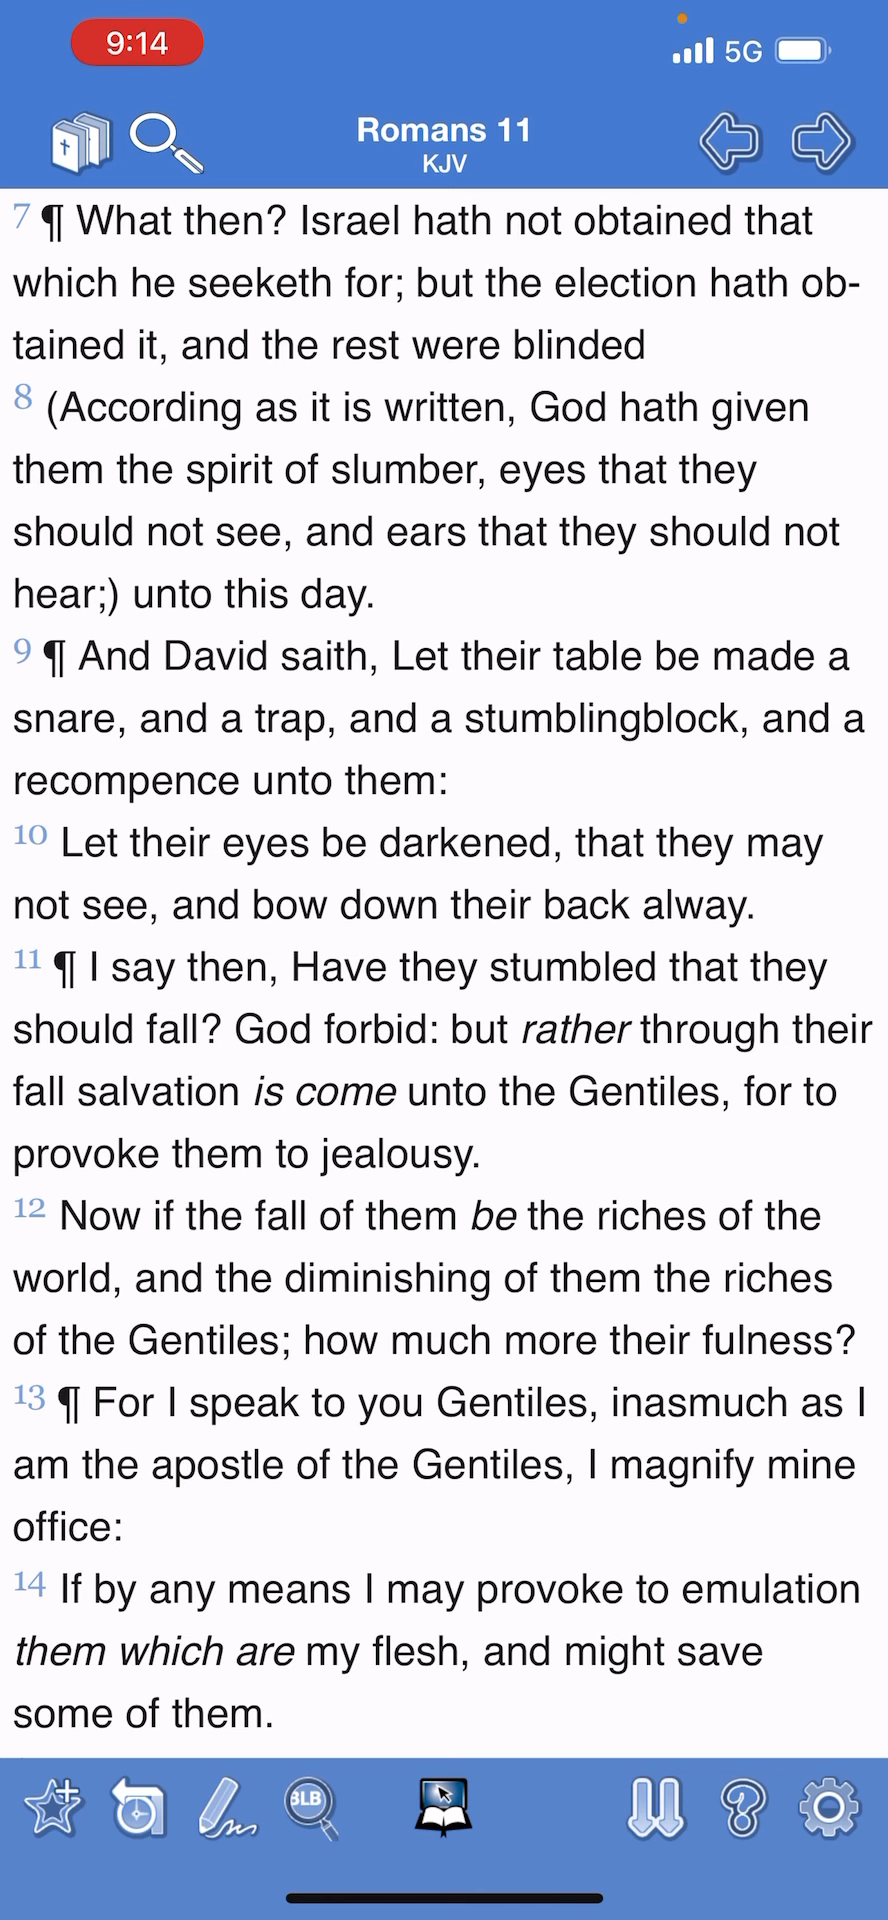 9:14
5G
Romans 11
KJV
7 ¶ What then? Israel hath not obtained that
which he seeketh for; but the election hath ob-
tained it, and the rest were blinded
8 (According as it is written, God hath given
them the spirit of slumber, eyes that they
should not see, and ears that they should not
hear;) unto this day.
9 ¶ And David saith, Let their table be made a
snare, and a trap, and a stumblingblock, and a
recompence unto them:
10 Let their eyes be darkened, that they may
not see, and bow down their back alway.
11 ¶ I say then, Have they stumbled that they
should fall? God forbid: but rather through their
fall salvation is come unto the Gentiles, for to
provoke them to jealousy.
12 Now if the fall of them be the riches of the
world, and the diminishing of them the riches
of the Gentiles; how much more their fulness?
13 ¶ For I speak to you Gentiles, inasmuch as I
am the apostle of the Gentiles, I magnify mine
office:
14 If by any means I may provoke to emulation
them which are my flesh, and might save
some of them.
BLB